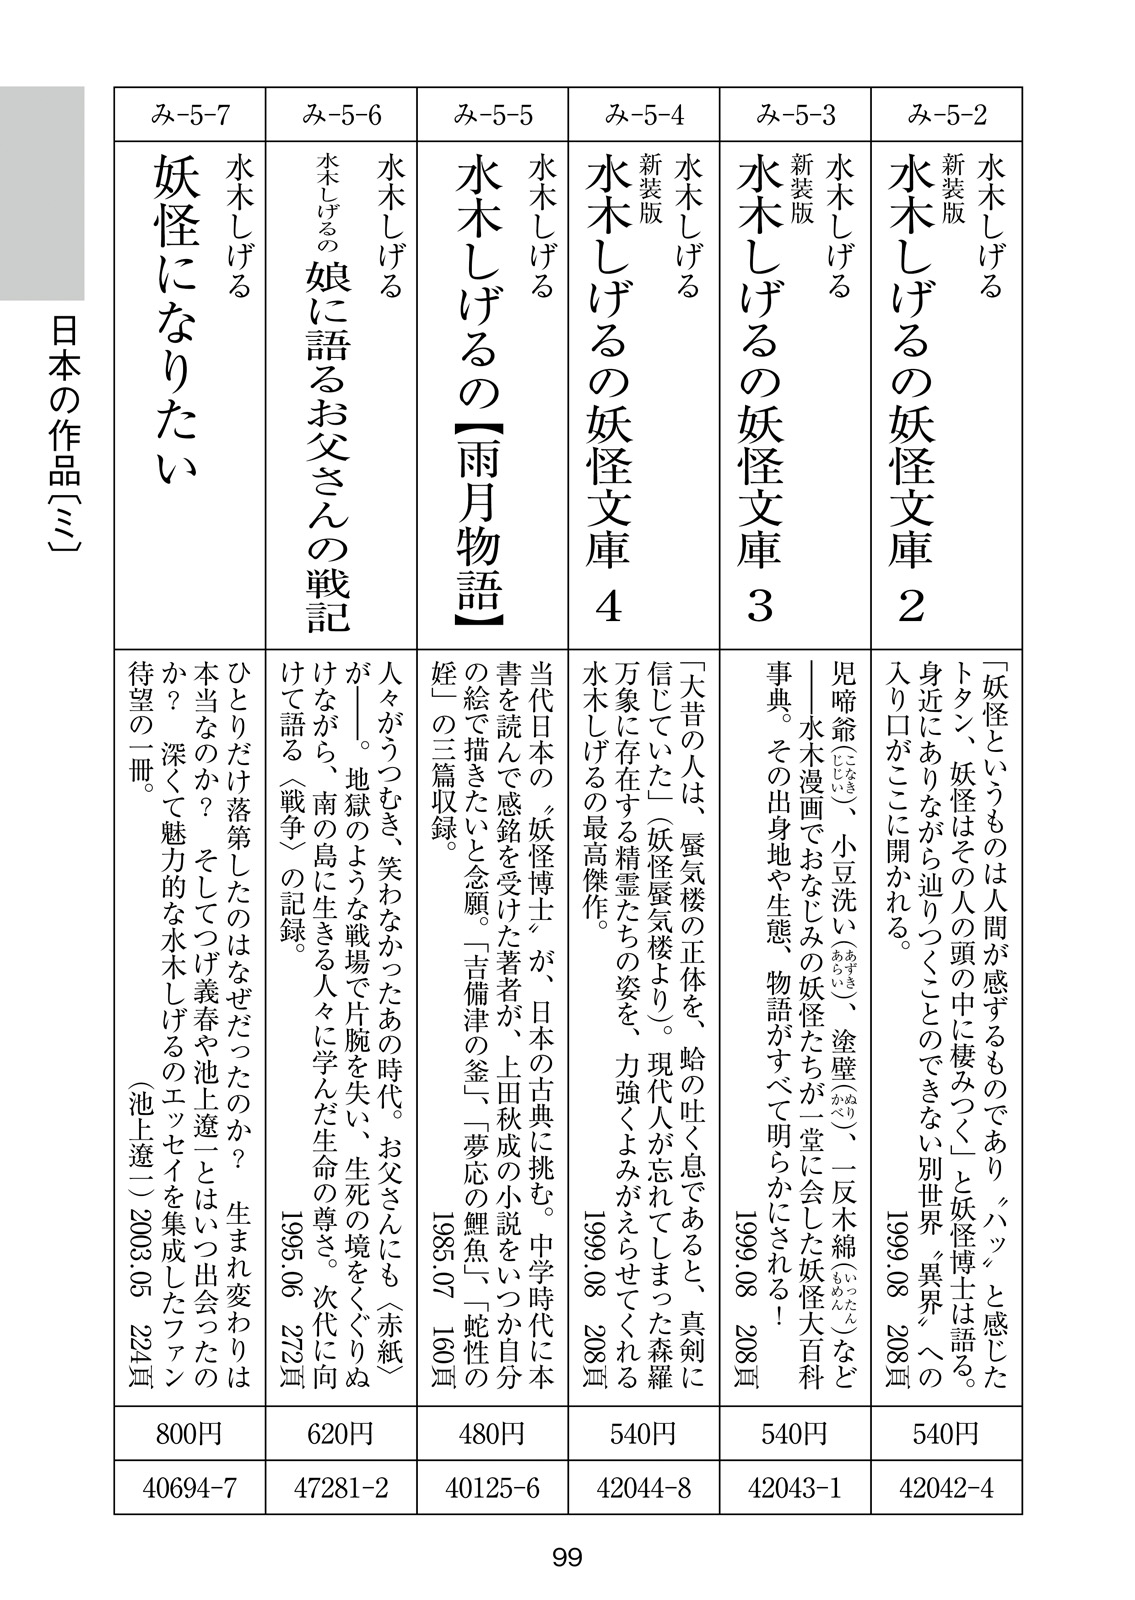 日本の作品〔ミ〕
み-5-2
水木しげる
新装版
水木しげるの妖怪文庫 2
「妖怪というものは人間が感ずるものであり〝ハッ〟と感じた
トタン、妖怪はその人の頭の中に棲みつく」と妖怪博士は語る。
身近にありながら辿りつくことのできない別世界〝異界〟への
入り口がここに開かれる。
1999.08 208頁
540円
42042-4
み-5-3
水木しげる
新装版
水木しげるの妖怪文庫 3
児啼爺(こなきじじい)、小豆洗い(あずきあらい)、塗壁(ぬりかべ)、一反木綿(いったんもめん)など
――水木漫画でおなじみの妖怪たちが一堂に会した妖怪大百科
事典。その出身地や生態、物語がすべて明らかにされる!
1999.08 208頁
540円
42043-1
み-5-4
水木しげる
新装版
水木しげるの妖怪文庫 4
「大昔の人は、蜃気楼の正体を、蛤の吐く息であると、真剣に
信じていた」(妖怪蜃気楼より)。現代人が忘れてしまった森羅
万象に存在する精霊たちの姿を、力強くよみがえらせてくれる
水木しげるの最高傑作。
1999.08 208頁
540円
42044-8
み-5-5
水木しげる
水木しげるの【雨月物語】
当代日本の〝妖怪博士〟が、日本の古典に挑む。中学時代に本
書を読んで感銘を受けた著者が、上田秋成の小説をいつか自分
の絵で描きたいと念願。「吉備津の釜」、「夢応の鯉魚」、「蛇性の
婬」の三篇収録。
1985.07 160頁
480円
40125-6
み-5-6
水木しげる
水木しげるの 娘に語るお父さんの戦記
人々がうつむき、笑わなかったあの時代。お父さんにも〈赤紙〉
が――。地獄のような戦場で片腕を失い、生死の境をくぐりぬ
けながら、南の島に生きる人々に学んだ生命の尊さ。次代に向
けて語る〈戦争〉の記録。
1995.06 272頁
620円
47281-2
み-5-7
水木しげる
妖怪になりたい
ひとりだけ落第したのはなぜだったのか? 生まれ変わりは
本当なのか? そしてつげ義春や池上遼一とはいつ出会ったの
か? 深くて魅力的な水木しげるのエッセイを集成したファン
待望の一冊。
(池上遼一) 2003.05 224頁
800円
40694-7
99